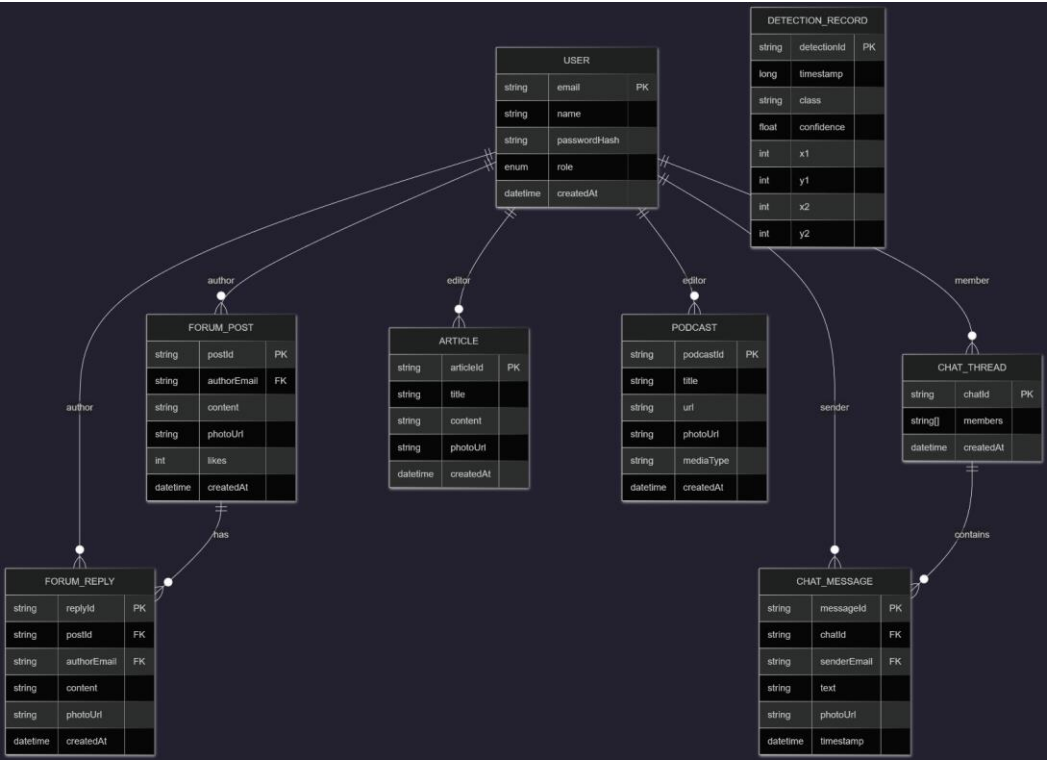 DETECTION_RECORD
string detectionId PK
long timestamp
string class
float confidence
int x1
int y1
int x2
int y2
USER
string email PK
string name
string passwordHash
enum role
datetime createdAt
author
editor
editor
member
author
sender
has
contains
FORUM_POST
string postId PK
string authorEmail FK
string content
string photoUrl
int likes
datetime createdAt
ARTICLE
string articleId PK
string title
string content
string photoUrl
datetime createdAt
PODCAST
string podcastId PK
string title
string url
string photoUrl
string mediaType
datetime createdAt
CHAT_THREAD
string chatId PK
string[] members
datetime createdAt
FORUM_REPLY
string replyId PK
string postId FK
string authorEmail FK
string content
string photoUrl
datetime createdAt
CHAT_MESSAGE
string messageId PK
string chatId FK
string senderEmail FK
string text
string photoUrl
datetime timestamp